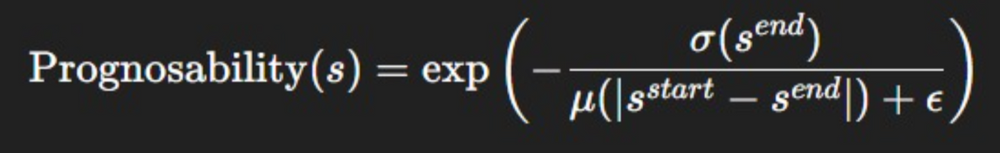 Prognosability(s) = exp(−σ(s^{end})/(μ(|s^{start} − s^{end}|) + ϵ))